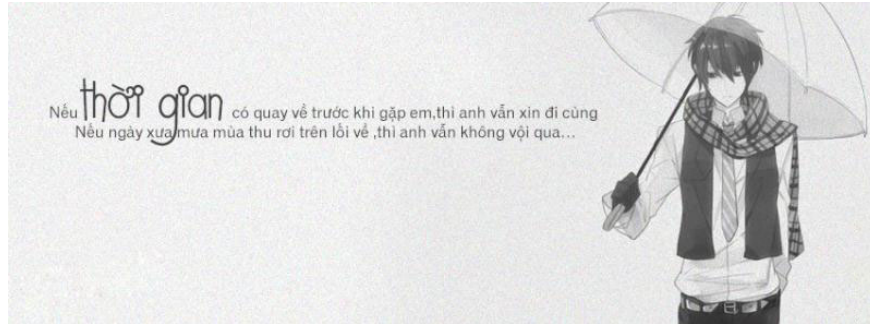 Nếu thời gian có quay về trước khi gặp em,thì anh vẫn xin đi cùng
Nếu ngày xưa mưa mùa thu rơi trên lối về ,thì anh vẫn không vội qua...